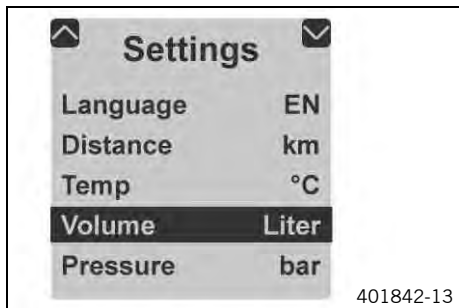 Settings
Language EN
Distance km
Temp °C
Volume Liter
Pressure bar
401842-13